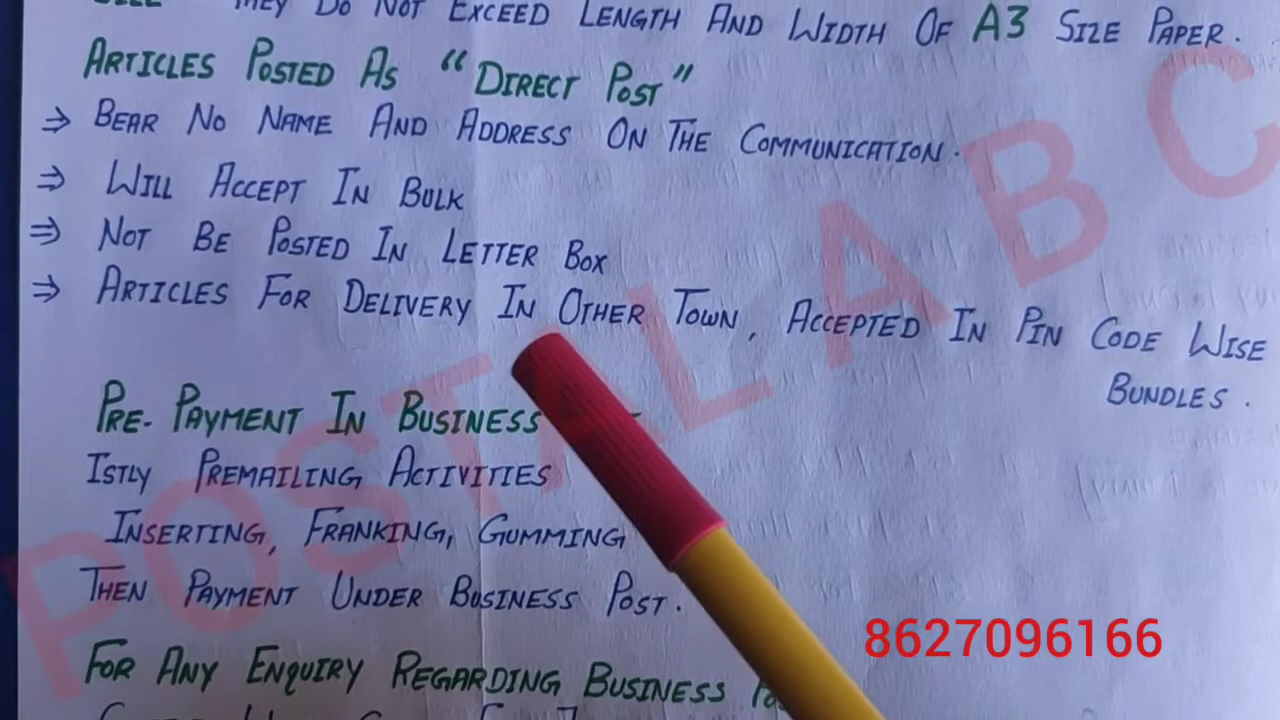 THEY DO NOT EXCEED LENGTH AND WIDTH OF A3 SIZE PAPER.
ARTICLES POSTED AS "DIRECT POST"
⇒ BEAR NO NAME AND ADDRESS ON THE COMMUNICATION.
⇒ WILL ACCEPT IN BULK
⇒ NOT BE POSTED IN LETTER BOX
⇒ ARTICLES FOR DELIVERY IN OTHER TOWN, ACCEPTED IN PIN CODE WISE
BUNDLES.
PRE-PAYMENT IN BUSINESS
ISTLY PREMAILING ACTIVITIES
INSERTING, FRANKING, GUMMING
THEN PAYMENT UNDER BUSINESS POST.
8627096166
FOR ANY ENQUIRY REGARDING BUSINESS
POSTAL ABC